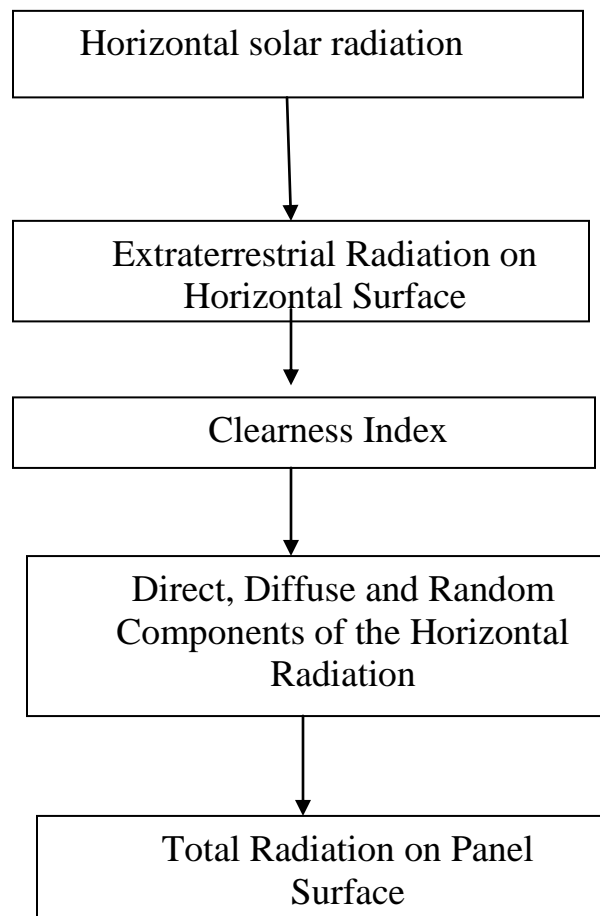 Horizontal solar radiation
Extraterrestrial Radiation on
Horizontal Surface
Clearness Index
Direct, Diffuse and Random
Components of the Horizontal
Radiation
Total Radiation on Panel
Surface